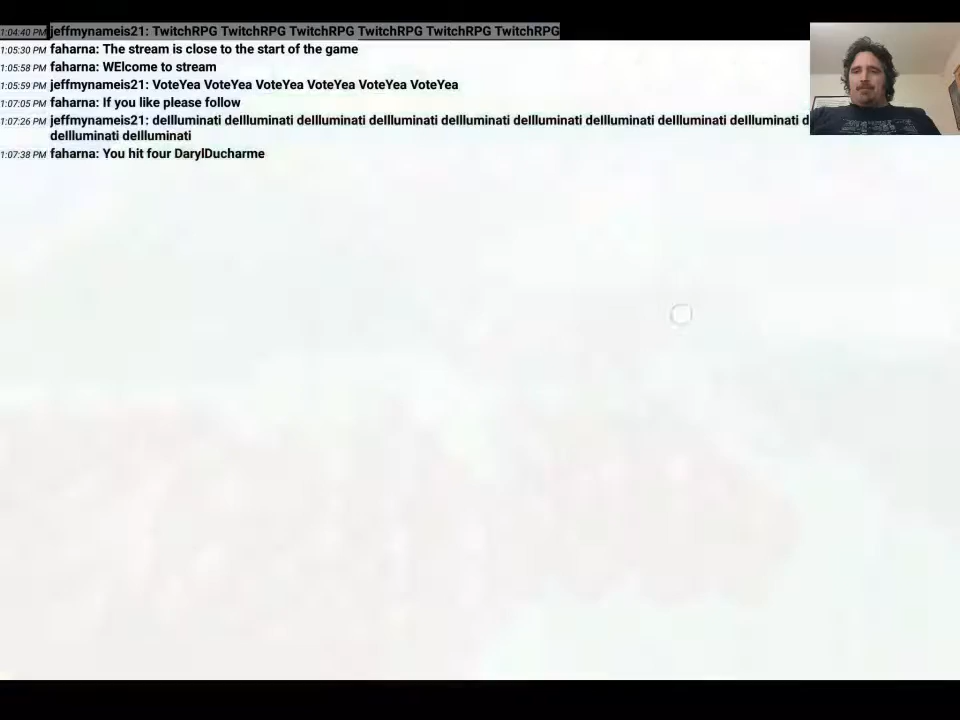 1:04:40 PM jeffmynameis21: TwitchRPG TwitchRPG TwitchRPG TwitchRPG TwitchRPG TwitchRPG
1:05:30 PM faharna: The stream is close to the start of the game
1:05:58 PM faharna: WElcome to stream
1:05:59 PM jeffmynameis21: VoteYea VoteYea VoteYea VoteYea VoteYea VoteYea
1:07:05 PM faharna: If you like please follow
1:07:26 PM jeffmynameis21: dellluminati dellluminati dellluminati dellluminati dellluminati dellluminati dellluminati dellluminati dellluminati d
dellluminati dellluminati
1:07:38 PM faharna: You hit four DarylDucharme